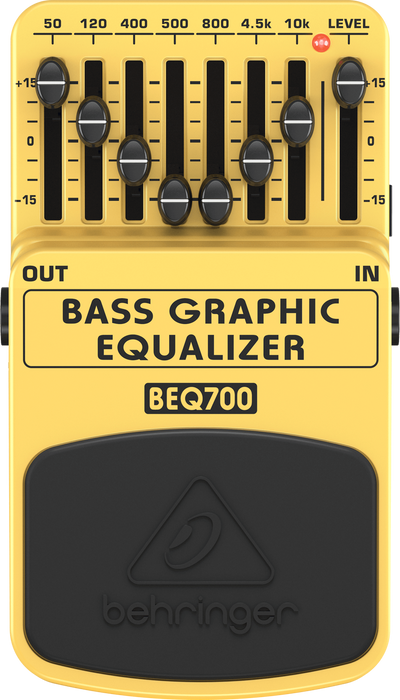 50 120 400 500 800 4.5k 10k LEVEL
+15 +15
0 0
-15 -15
OUT IN
BASS GRAPHIC
EQUALIZER
BEQ700
behringer